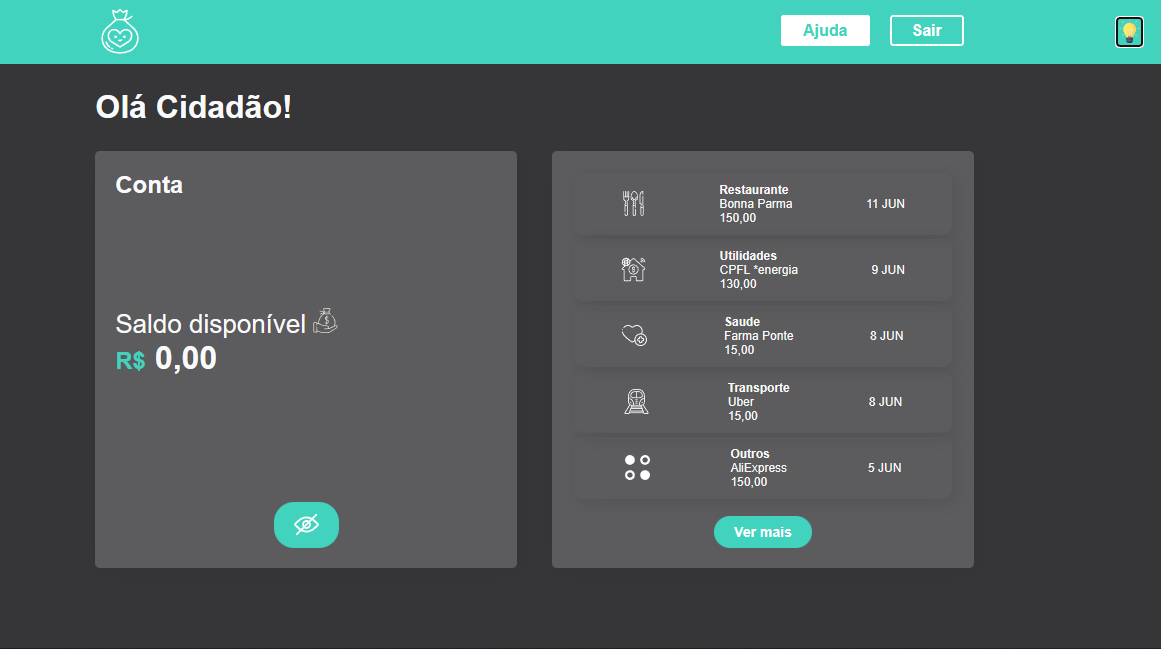 Ajuda
Sair
Olá Cidadão!
Conta
Saldo disponível
R$ 0,00
Restaurante
Bonna Parma
150,00
11 JUN
Utilidades
CPFL *energia
130,00
9 JUN
Saude
Farma Ponte
15,00
8 JUN
Transporte
Uber
15,00
8 JUN
Outros
AliExpress
150,00
5 JUN
Ver mais